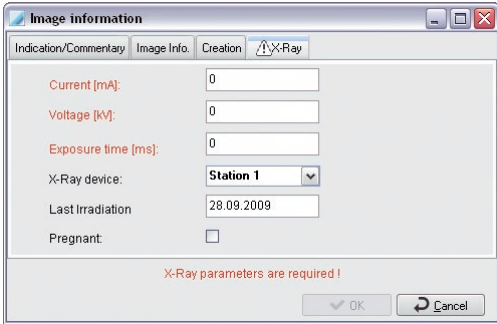 Image information
Indication/Commentary Image Info. Creation X-Ray
Current [mA]: 0
Voltage [kV]: 0
Exposure time [ms]: 0
X-Ray device: Station 1
Last Irradiation 28.09.2009
Pregnant:
X-Ray parameters are required !
OK Cancel